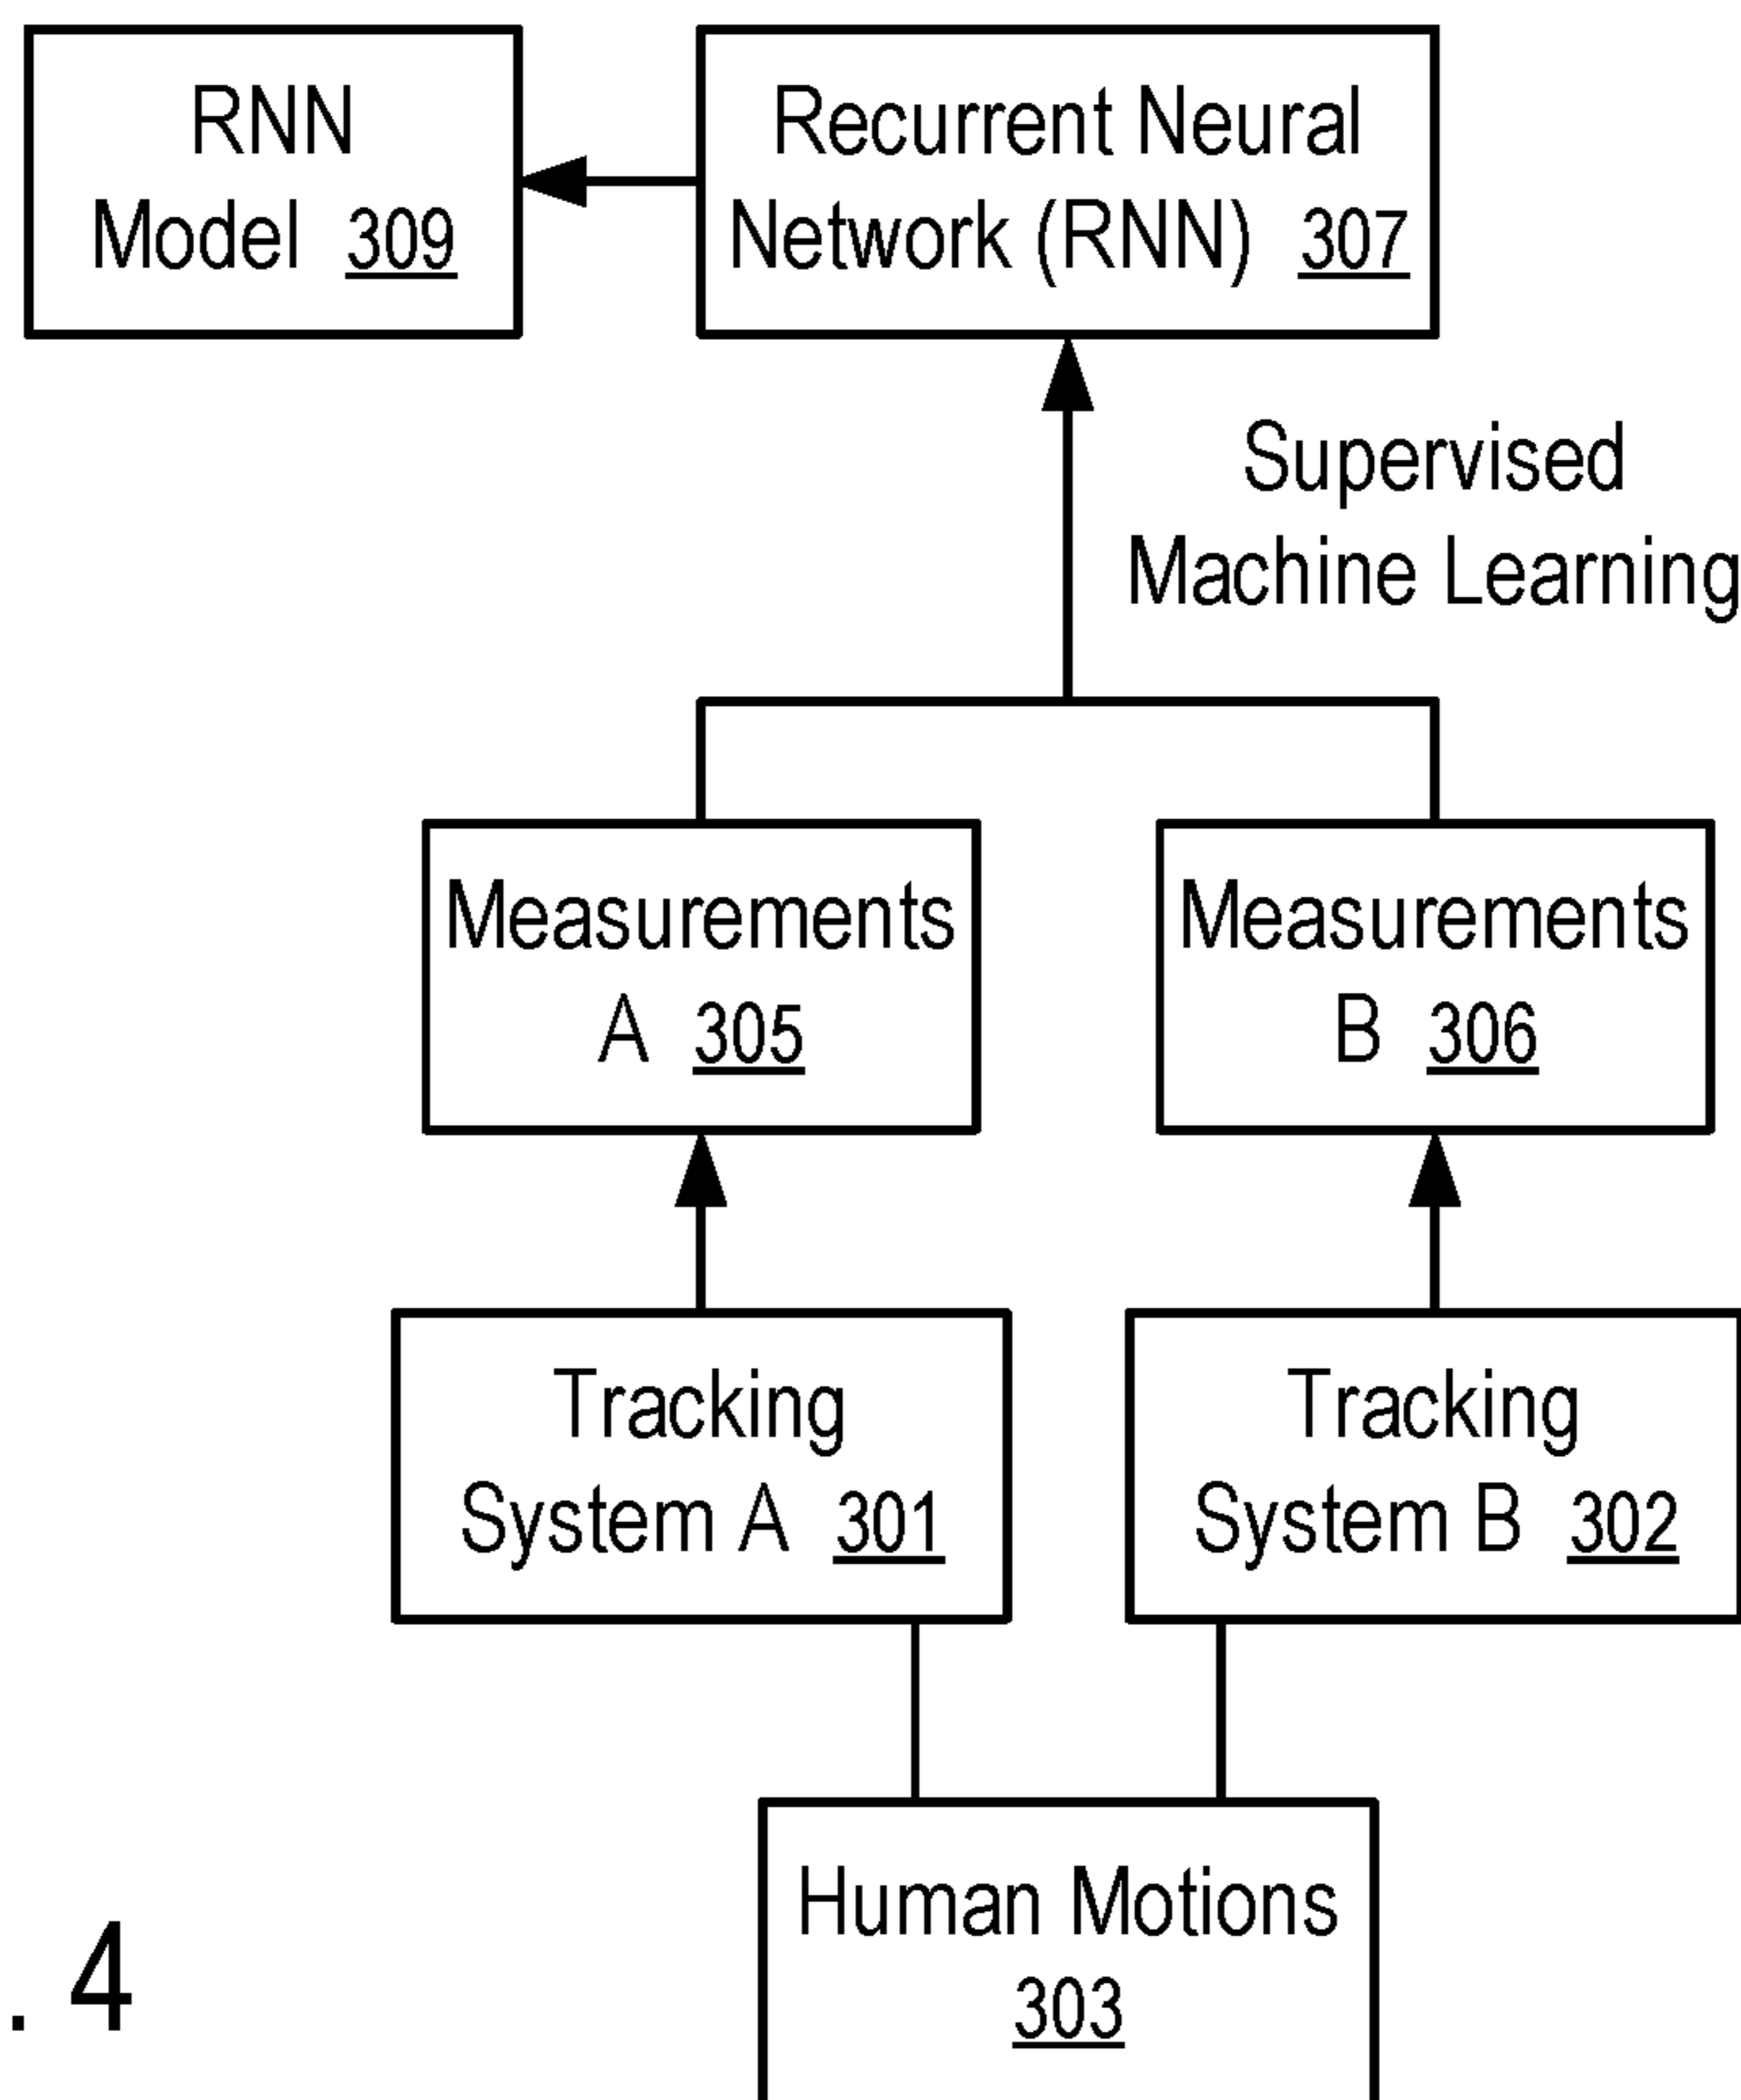 RNN
Model 309
Recurrent Neural
Network (RNN) 307
Supervised
Machine Learning
Measurements
A 305
Measurements
B 306
Tracking
System A 301
Tracking
System B 302
Human Motions
303
. 4